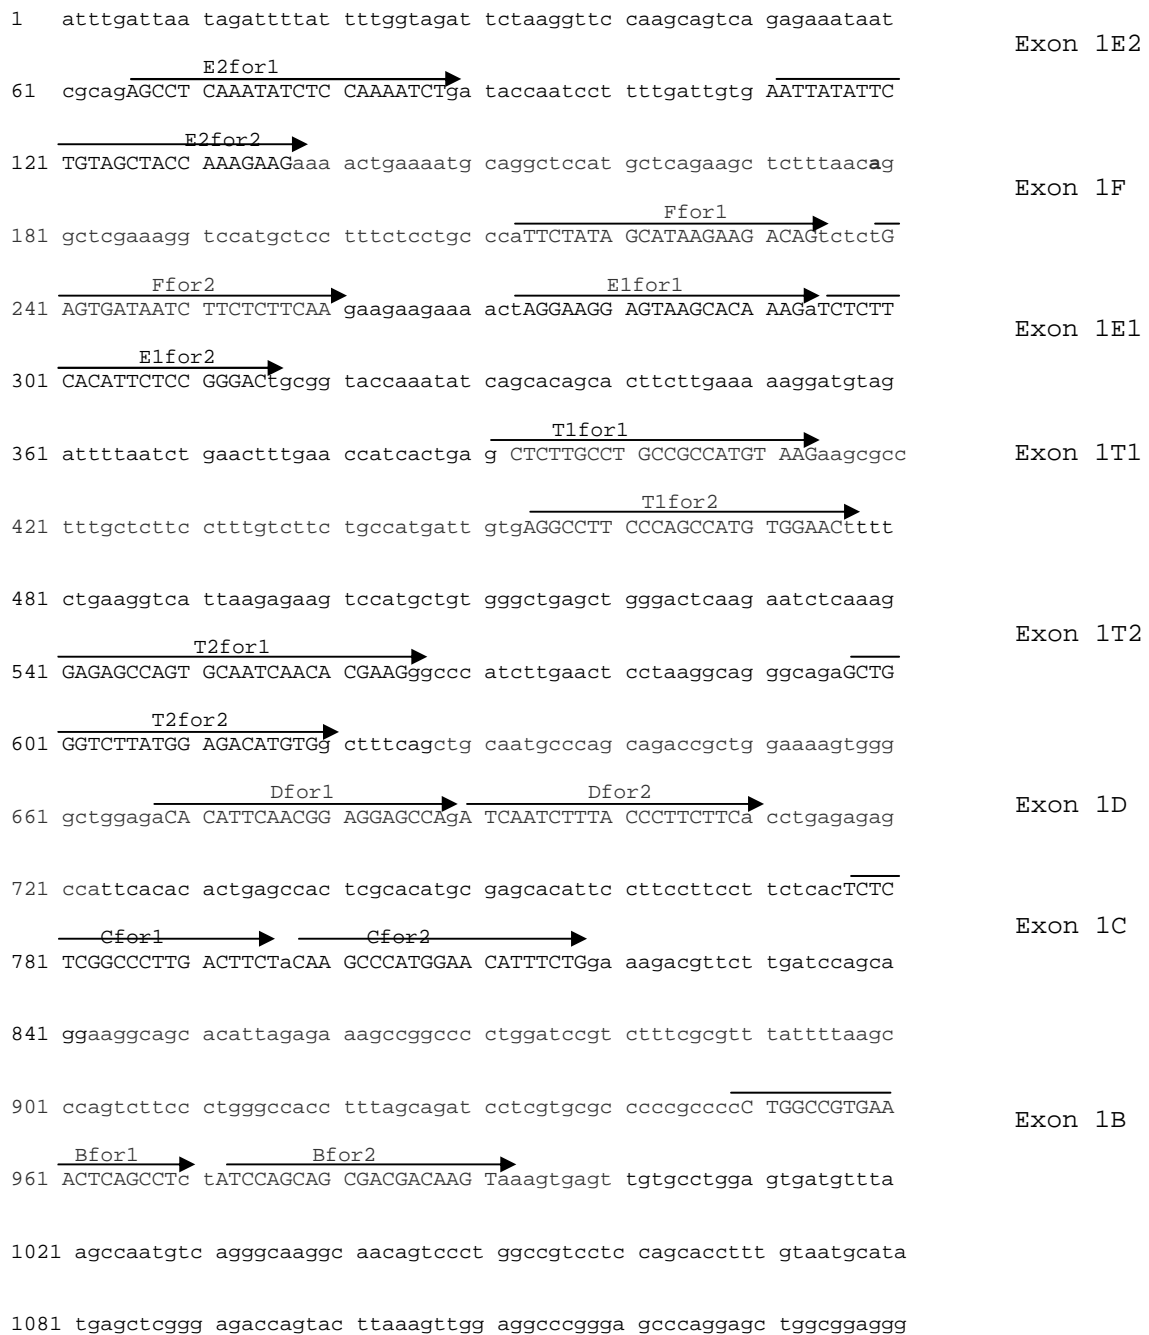 1 atttgattaa tagattttat tttggtagat tctaaggttc caagcagtca gagaaataat
Exon 1E2
E2for1
61 cgcagAGCCT CAAATATCTC CAAAATCTga taccaatcct tttgattgtg AATTATATTC
E2for2
121 TGTAGCTACC AAAGAAGaaa actgaaaatg caggctccat gctcagaagc tctttaacag
Exon 1F
Ffor1
181 gctcgaaagg tccatgctcc tttctcctgc ccaTTCTATA GCATAAGAAG ACAGtctctG
Ffor2 E1for1
241 AGTGATAATC TTCTCTTCAA gaagaagaaa actAGGAAGG AGTAAGCACA AAGaTCTCTT
Exon 1E1
E1for2
301 CACATTCTCC GGGACtgcgg taccaaatat cagcacagca cttcttgaaa aaggatgtag
T1for1
361 attttaatct gaactttgaa ccatcactga g CTCTTGCCT GCCGCCATGT AAGaagcgcc Exon 1T1
T1for2
421 tttgctcttc ctttgtcttc tgccatgatt gtgAGGCCTT CCCAGCCATG TGGAACtttt
481 ctgaaggtca ttaagagaag tccatgctgt gggctgagct gggactcaag aatctcaaag
Exon 1T2
T2for1
541 GAGAGCCAGT GCAATCAACA CGAAGggccc atcttgaact cctaaggcag ggcagaGCTG
T2for2
601 GGTCTTATGG AGACATGTGg ctttcagctg caatgcccag cagaccgctg gaaaagtggg
Dfor1 Dfor2
661 gctggagaCA CATTCAACGG AGGAGCCAgA TCAATCTTTA CCCTTCTTCa cctgagagag
Exon 1D
721 ccattcacac actgagccac tcgcacatgc gagcacattc cttccttcct tctcacTCTC
Exon 1C
Cfor1 Cfor2
781 TCGGCCCTTG ACTTCTaCAA GCCCATGGAA CATTTCTGga aagacgttct tgatccagca
841 ggaaggcagc acattagaga aagccggccc ctggatccgt ctttcgcgtt tattttaagc
901 ccagtcttcc ctgggccacc tttagcagat cctcgtgcgc ccccgccccC TGGCCGTGAA
Exon 1B
Bfor1 Bfor2
961 ACTCAGCCTc tATCCAGCAG CGACGACAAG Taaagtgagt tgtgcctgga gtgatgttta
1021 agccaatgtc agggcaaggc aacagtccct ggccgtcctc cagcaccttt gtaatgcata
1081 tgagctcggg agaccagtac ttaaagttgg aggcccggga gcccaggagc tggcggaggg